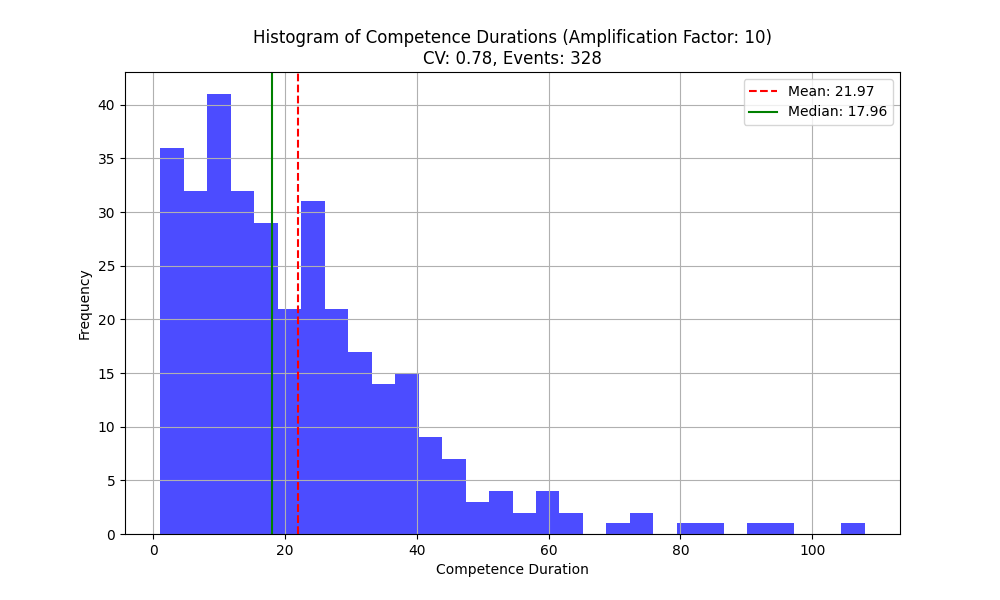 Histogram of Competence Durations (Amplification Factor: 10)
CV: 0.78, Events: 328
Mean: 21.97
Median: 17.96
Frequency
40
35
30
25
20
15
10
5
0
0 20 40 60 80 100
Competence Duration